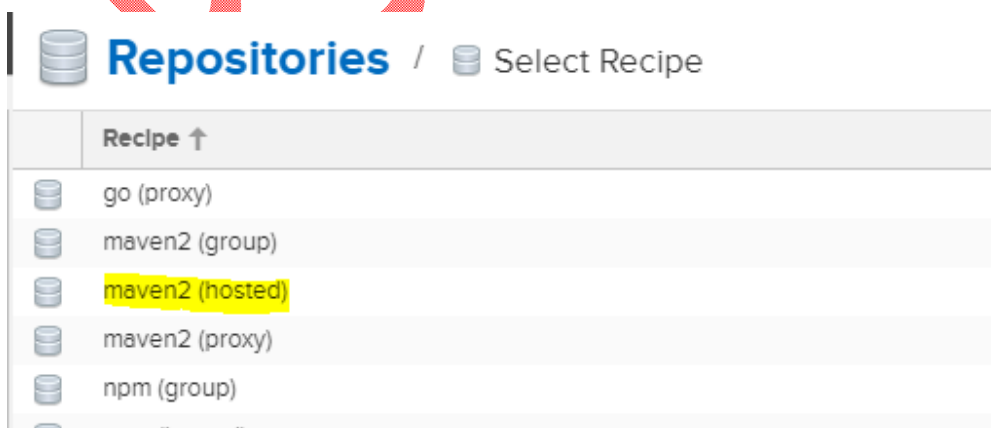 Repositories / Select Recipe
Recipe ↑
go (proxy)
maven2 (group)
maven2 (hosted)
maven2 (proxy)
npm (group)